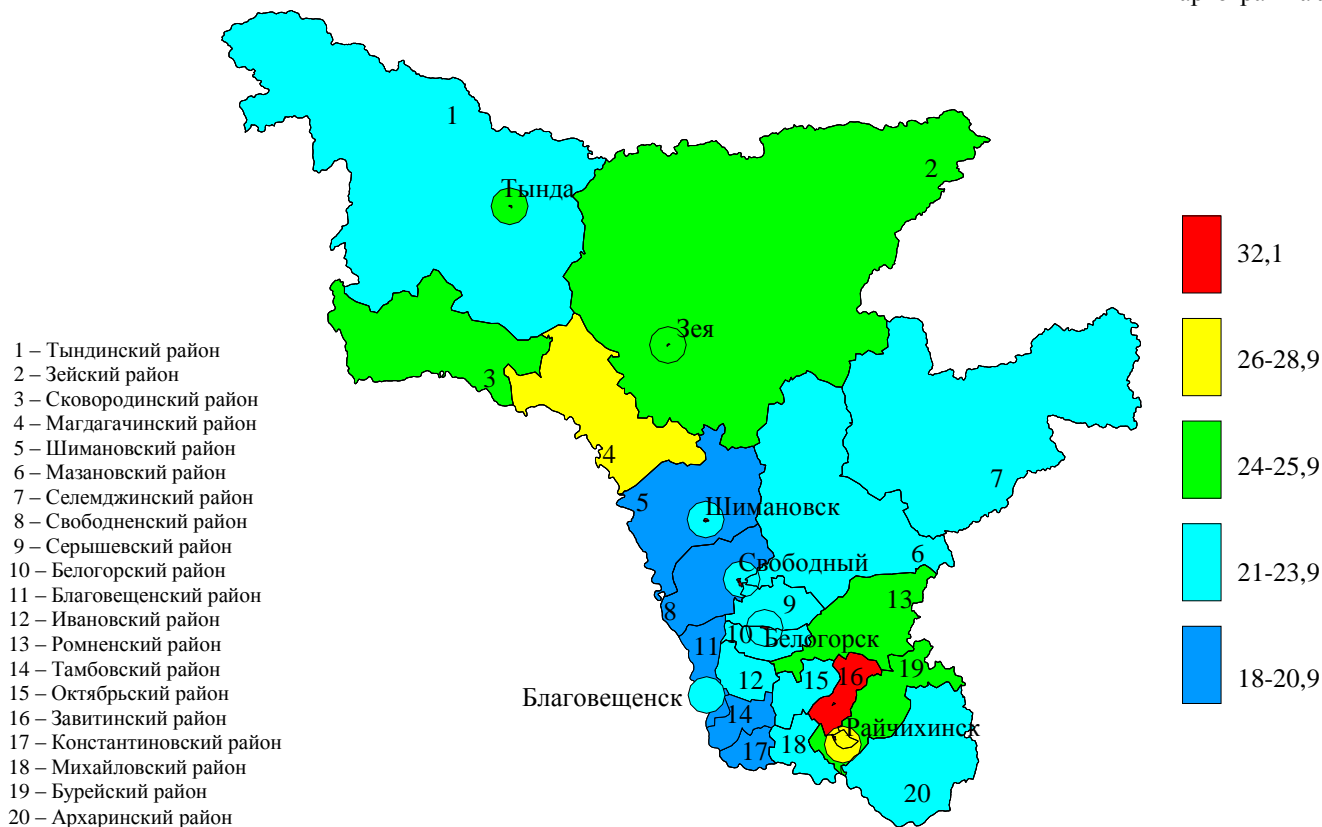 1
2
Тында
32,1
Зея
26-28,9
1 – Тындинский район
2 – Зейский район
3 – Сковородинский район
4 – Магдагачинский район
5 – Шимановский район
6 – Мазановский район
7 – Селемджинский район
8 – Свободненский район
9 – Серышевский район
10 – Белогорский район
11 – Благовещенский район
12 – Ивановский район
13 – Ромненский район
14 – Тамбовский район
15 – Октябрьский район
16 – Завитинский район
17 – Константиновский район
18 – Михайловский район
19 – Бурейский район
20 – Архаринский район
3
4
24-25,9
7
5
Шимановск
6
Свободный
21-23,9
13
9
8
10
Белогорск
11
19
16
15
12
18-20,9
Благовещенск
14
Райчихинск
17
18
20